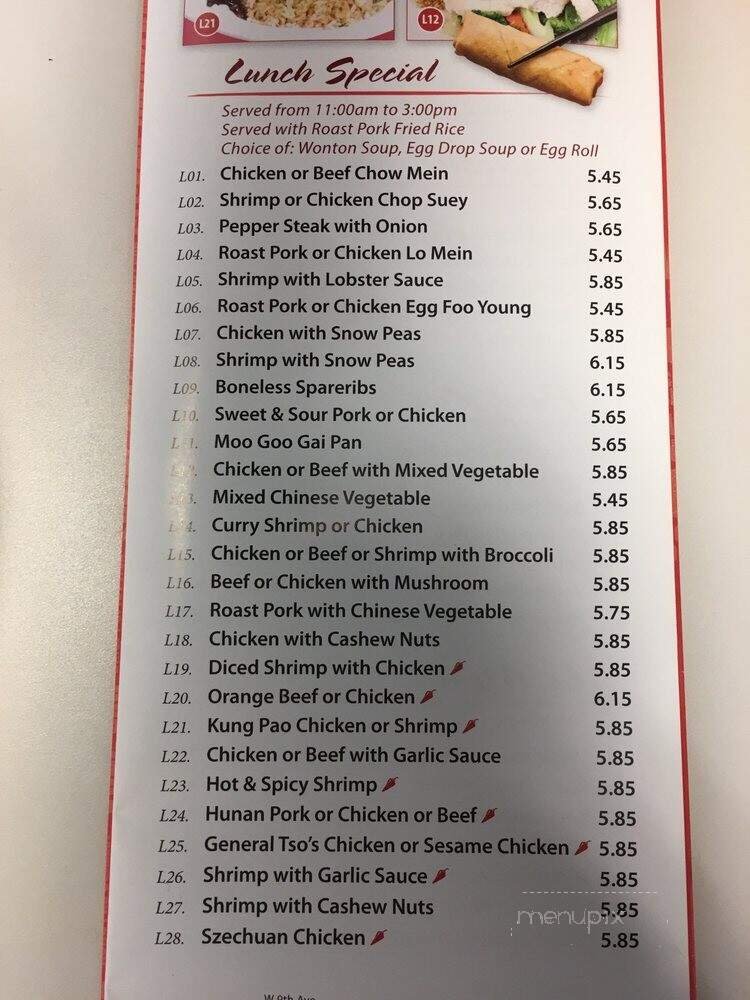 L21
L12
Lunch Special
Served from 11:00am to 3:00pm
Served with Roast Pork Fried Rice
Choice of: Wonton Soup, Egg Drop Soup or Egg Roll
L01. Chicken or Beef Chow Mein 5.45
L02. Shrimp or Chicken Chop Suey 5.65
L03. Pepper Steak with Onion 5.65
L04. Roast Pork or Chicken Lo Mein 5.45
L05. Shrimp with Lobster Sauce 5.85
L06. Roast Pork or Chicken Egg Foo Young 5.45
L07. Chicken with Snow Peas 5.85
L08. Shrimp with Snow Peas 6.15
L09. Boneless Spareribs 6.15
L10. Sweet & Sour Pork or Chicken 5.65
L11. Moo Goo Gai Pan 5.65
L12. Chicken or Beef with Mixed Vegetable 5.85
L13. Mixed Chinese Vegetable 5.45
L14. Curry Shrimp or Chicken 5.85
L15. Chicken or Beef or Shrimp with Broccoli 5.85
L16. Beef or Chicken with Mushroom 5.85
L17. Roast Pork with Chinese Vegetable 5.75
L18. Chicken with Cashew Nuts 5.85
L19. Diced Shrimp with Chicken 5.85
L20. Orange Beef or Chicken 6.15
L21. Kung Pao Chicken or Shrimp 5.85
L22. Chicken or Beef with Garlic Sauce 5.85
L23. Hot & Spicy Shrimp 5.85
L24. Hunan Pork or Chicken or Beef 5.85
L25. General Tso's Chicken or Sesame Chicken 5.85
L26. Shrimp with Garlic Sauce 5.85
L27. Shrimp with Cashew Nuts 5.85
menupix
L28. Szechuan Chicken 5.85
W 9th Ave